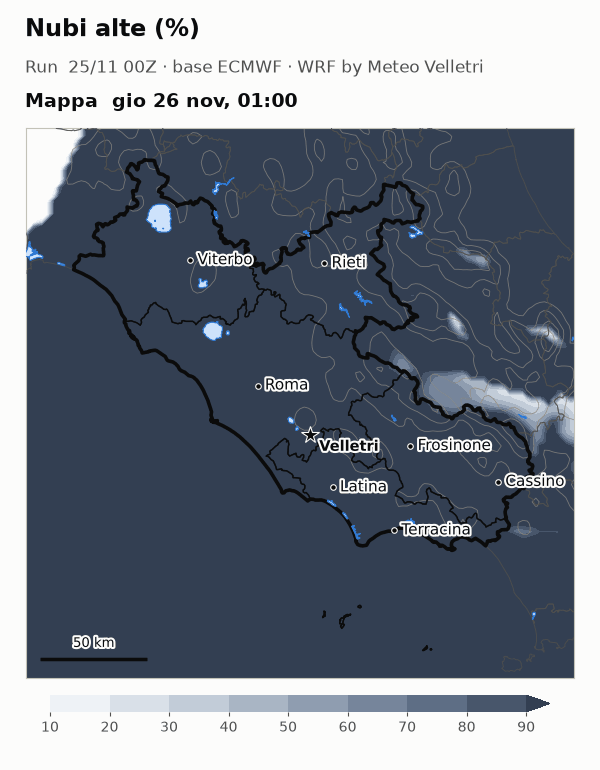 Nubi alte (%)
Run 25/11 00Z · base ECMWF · WRF by Meteo Velletri
Mappa gio 26 nov, 01:00
Viterbo
Rieti
Roma
Velletri
Frosinone
Latina
Cassino
Terracina
50 km
10 20 30 40 50 60 70 80 90